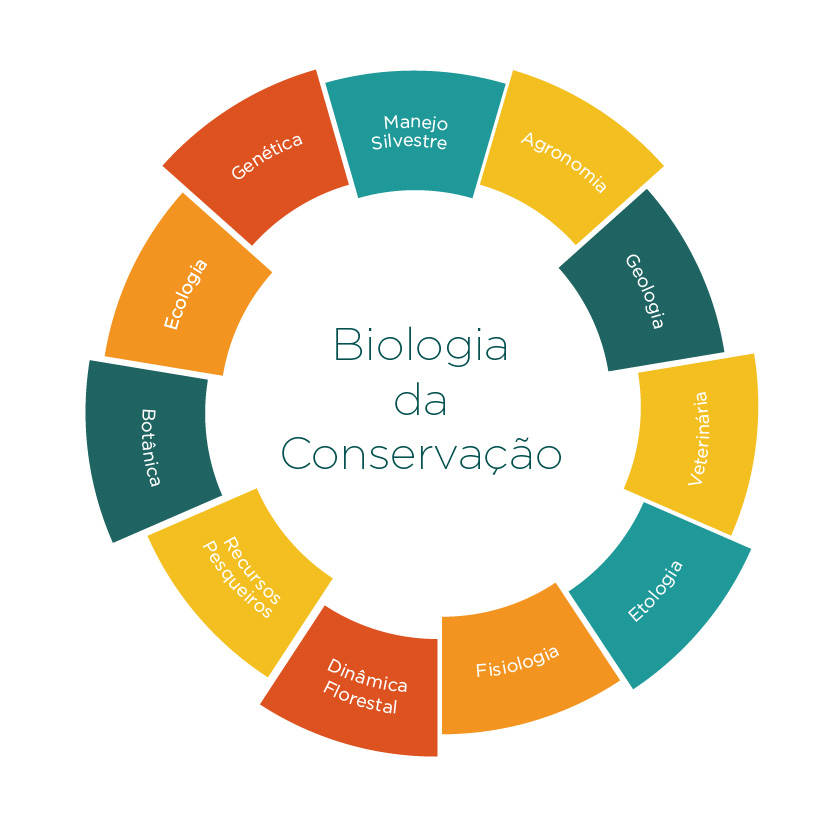 Manejo
Silvestre
Agronomia
Geologia
Veterinária
Etologia
Fisiologia
Dinâmica
Florestal
Recursos
Pesqueiros
Botânica
Ecologia
Genética
Biologia
da
Conservação